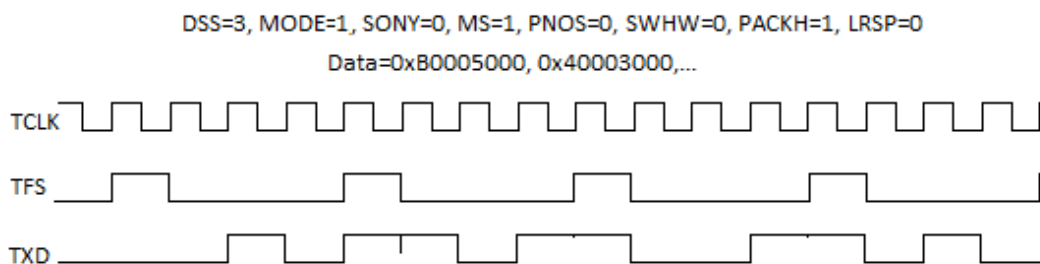 DSS=3, MODE=1, SONY=0, MS=1, PNOS=0, SWHW=0, PACKH=1, LRSP=0
Data=0xB0005000, 0x40003000,...
TCLK
TFS
TXD